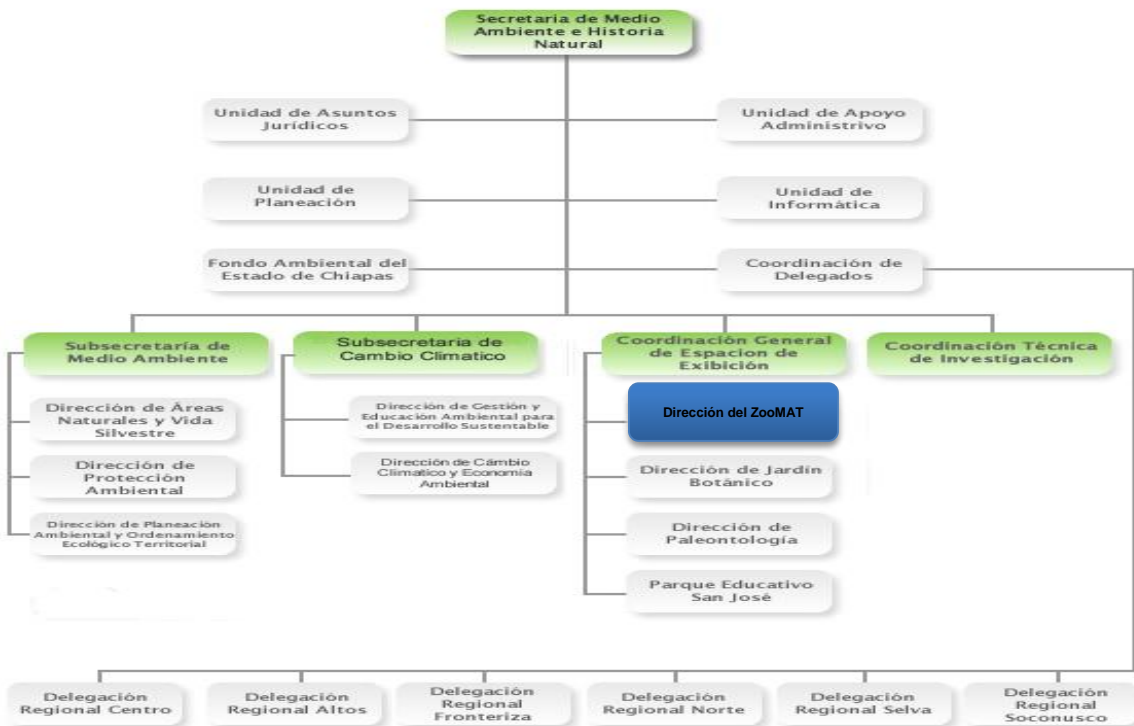 Secretaria de Medio
Ambiente e Historia
Natural
Unidad de Asuntos
Jurídicos
Unidad de Apoyo
Administrivo
Unidad de
Planeación
Unidad de
Informática
Fondo Ambiental del
Estado de Chiapas
Coordinación de
Delegados
Subsecretaría de
Medio Ambiente
Subsecretaria de
Cambio Climatico
Coordinación General
de Espacion de
Exibición
Coordinación Técnica
de Investigación
Dirección de Áreas
Naturales y Vida
Silvestre
Dirección de
Protección
Ambiental
Dirección de Planeación
Ambiental y Ordenamiento
Ecológico Territorial
Dirección de Gestión y
Educación Ambiental para
el Desarrollo Sustentable
Dirección de Cámbio
Climatico y Economía
Ambiental
Dirección del ZooMAT
Dirección de Jardín
Botánico
Dirección de
Paleontología
Parque Educativo
San José
Delegación
Regional Centro
Delegación
Regional Altos
Delegación
Regional
Fronteriza
Delegación
Regional Norte
Delegación
Regional Selva
Delegación
Regional
Soconusco